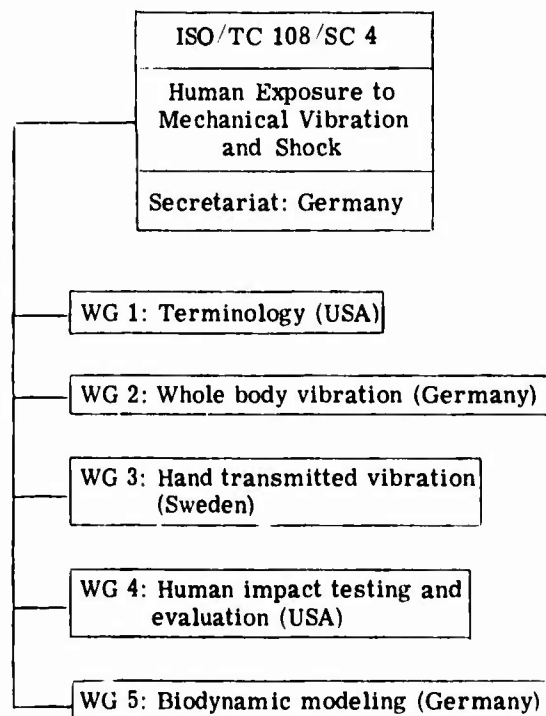 ISO/TC 108/SC 4
Human Exposure to
Mechanical Vibration
and Shock
Secretariat: Germany
WG 1: Terminology (USA)
WG 2: Whole body vibration (Germany)
WG 3: Hand transmitted vibration
(Sweden)
WG 4: Human impact testing and
evaluation (USA)
WG 5: Biodynamic modeling (Germany)